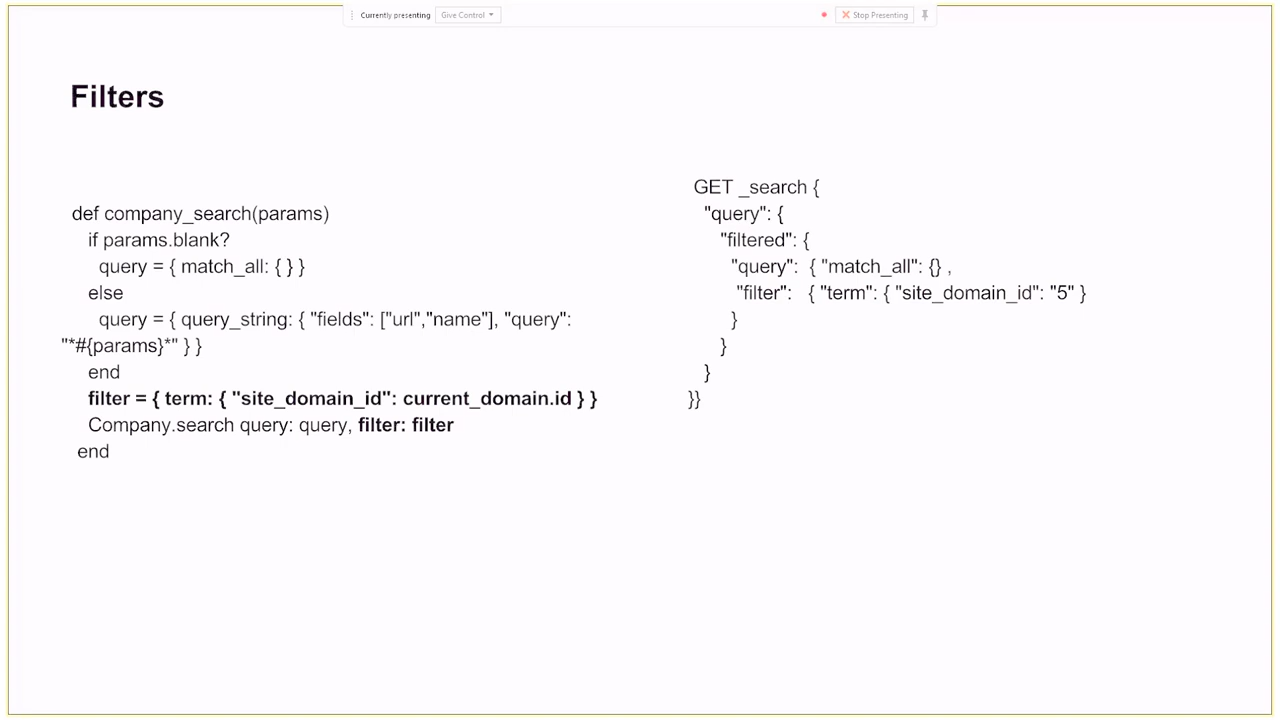 Currently presenting
Give Control
Stop Presenting
Filters
def company_search(params)
if params.blank?
query = { match_all: { } }
else
query = { query_string: { "fields": ["url","name"], "query":
"*#{params}*" } }
end
filter = { term: { "site_domain_id": current_domain.id } }
Company.search query: query, filter: filter
end
GET _search {
"query": {
"filtered": {
"query": { "match_all": {} ,
"filter": { "term": { "site_domain_id": "5" }
}
}
}
}}